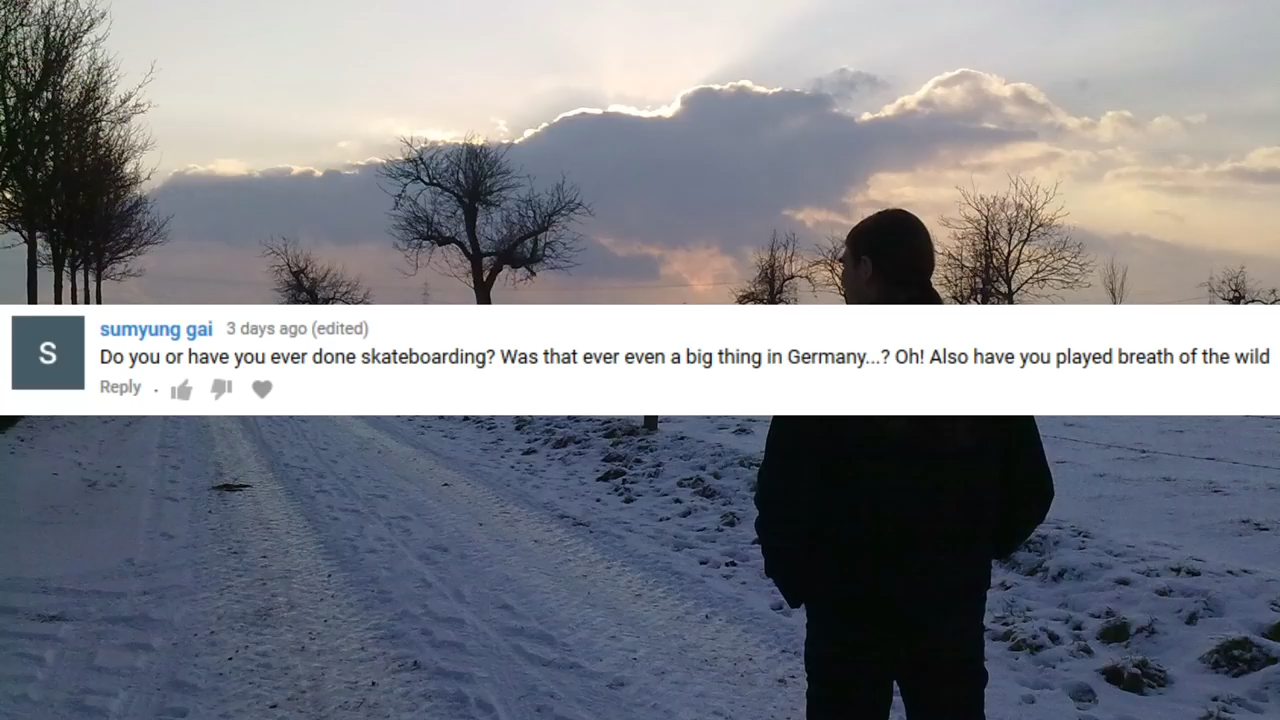 S
sumyung gai 3 days ago (edited)
Do you or have you ever done skateboarding? Was that ever even a big thing in Germany...? Oh! Also have you played breath of the wild
Reply